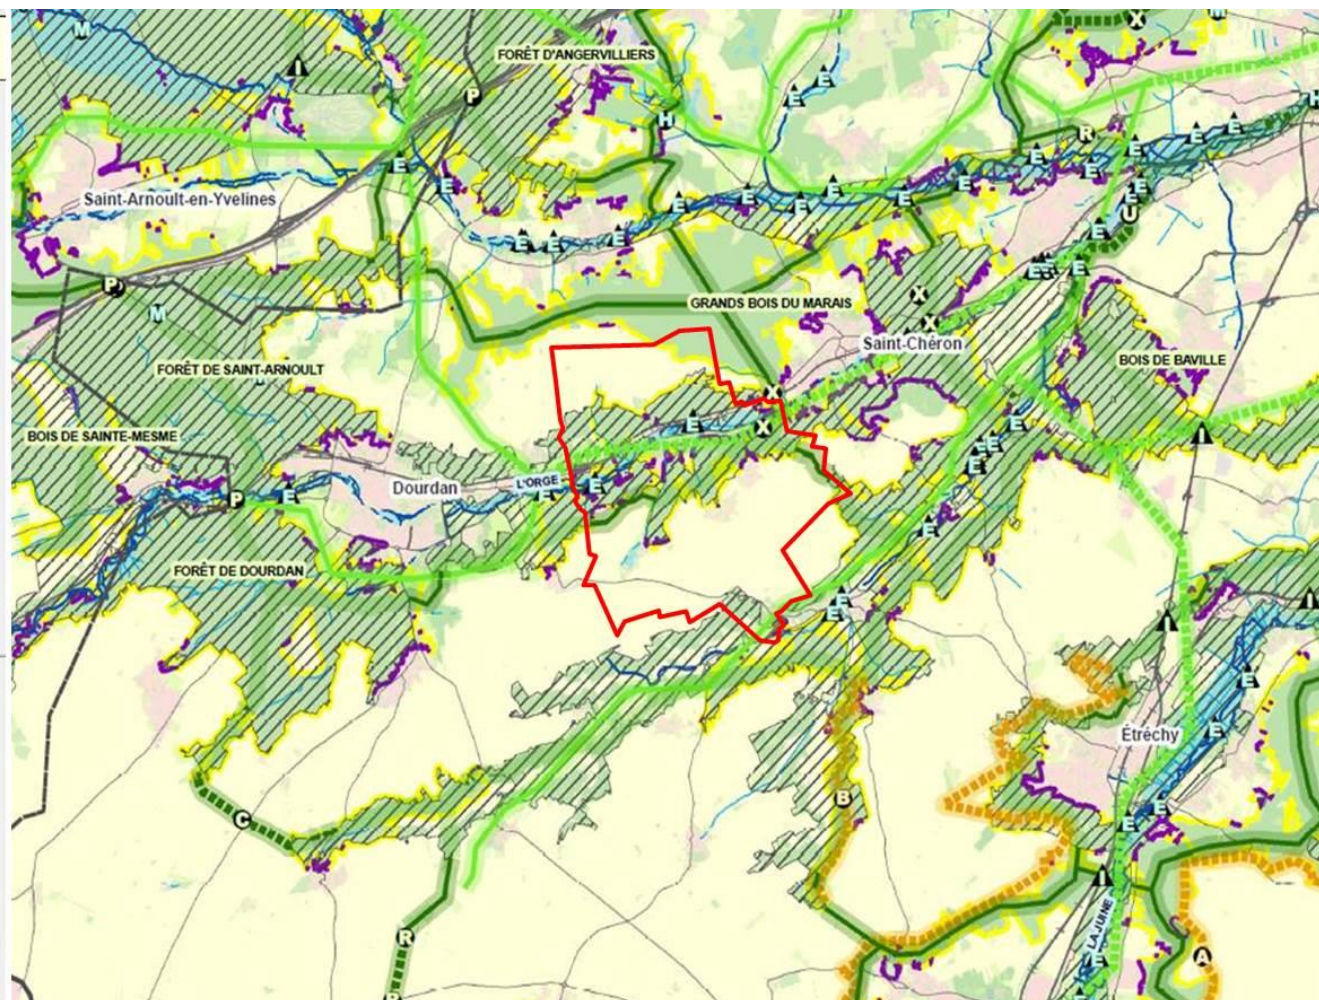 M
I
FORÊT D'ANGERVILLIERS
X
P
E
E
H
R
E
E
E
H
Saint-Arnoult-en-Yvelines
E
E
E
E
E
E
E
E
E
E
E
U
E
E
E
E
E
E
P
M
GRANDS BOIS DU MARAIS
X
X
Saint-Chéron
FORÊT DE SAINT-ARNOULT
BOIS DE BAVILLE
X
BOIS DE SAINTE-MESME
E
X
E
I
E
E
E
Dourdan
L'ORGE
P
E
E
E
E
FORÊT DE DOURDAN
E
E
I
I
E
Étréchy
E
B
C
E
E
I
LA JUINE
R
E
A